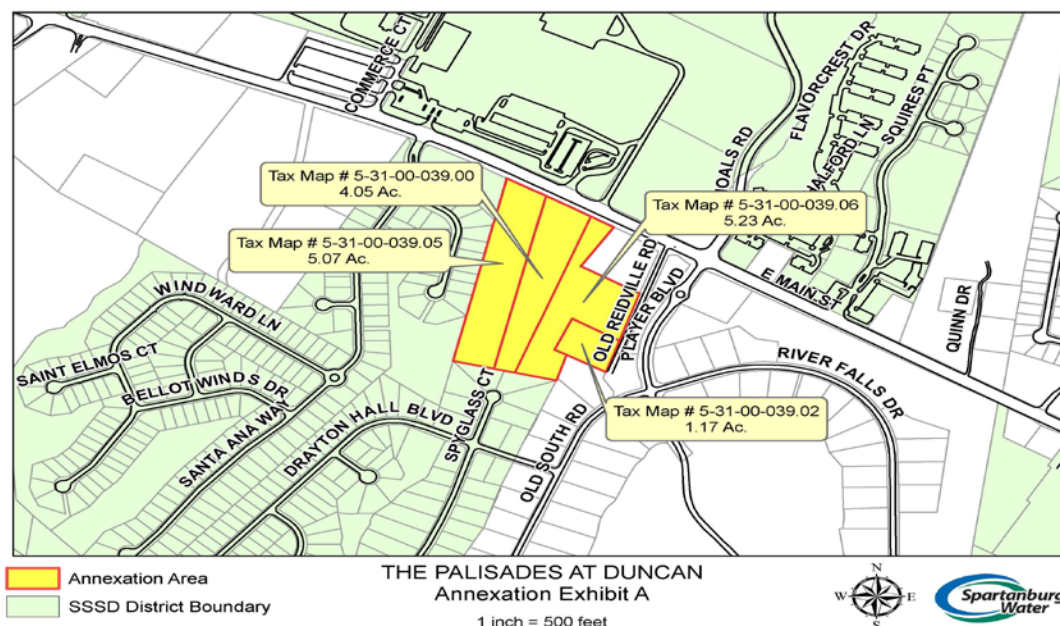 COMMERCE CT
FLAVORCREST DR
SQUIRES PT
HALFORD LN
HOALS RD
Tax Map # 5-31-00-039.00
4.05 Ac.
Tax Map # 5-31-00-039.06
5.23 Ac.
Tax Map # 5-31-00-039.05
5.07 Ac.
OLD REIDVILLE RD
PLAYER BLVD
E MAIN ST
QUINN DR
WINDWARD LN
SAINT ELMOS CT
BELLOT WINDS DR
SANTA ANA WAY
DRAYTON HALL BLVD
SPYGLASS CT
OLD SOUTH RD
RIVER FALLS DR
Tax Map # 5-31-00-039.02
1.17 Ac.
Annexation Area
SSSD District Boundary
THE PALISADES AT DUNCAN
Annexation Exhibit A
1 inch = 500 feet
N
W
E
S
Spartanburg
Water